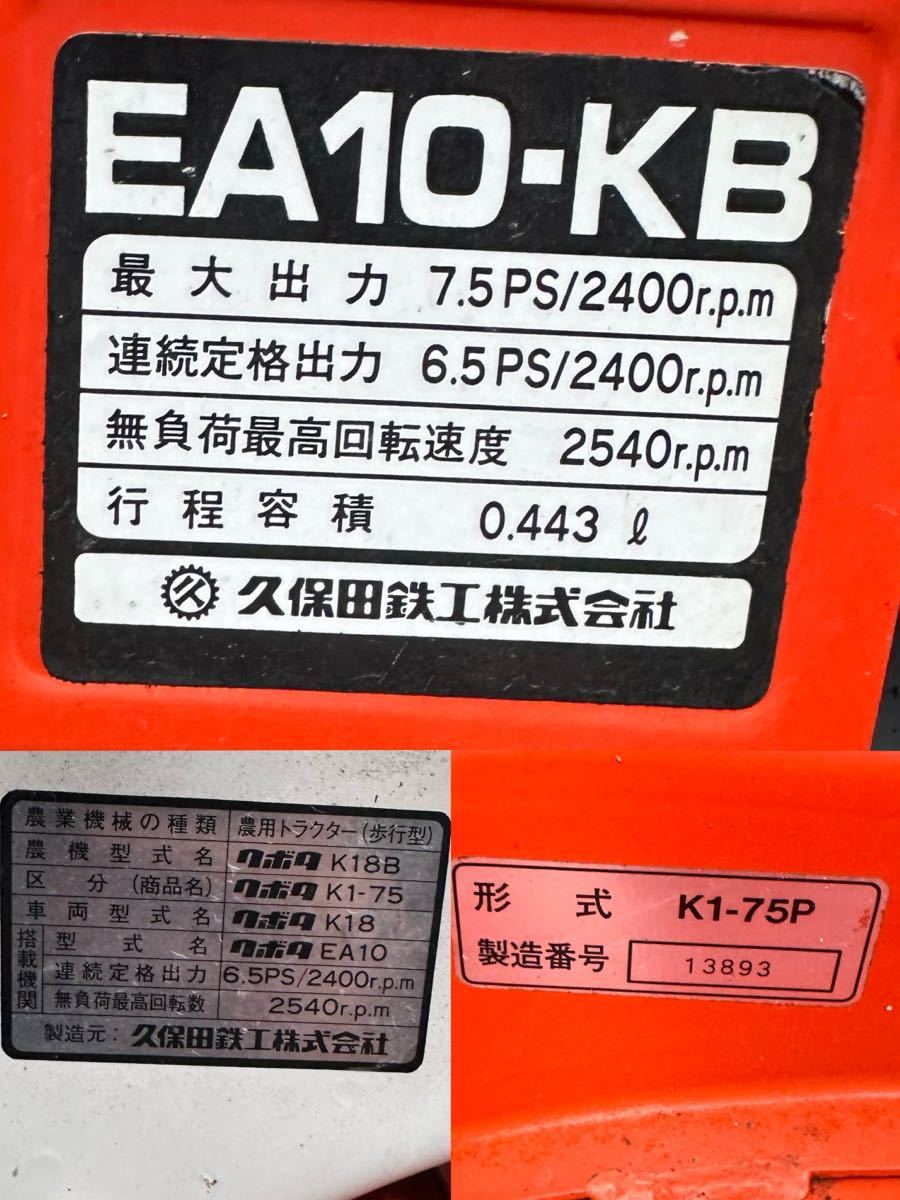 EA10-KB
最大出力 7.5PS/2400r.p.m
連続定格出力 6.5PS/2400r.p.m
無負荷最高回転速度 2540r.p.m
行程容積 0.443ℓ
久 久保田鉄工株式会社
農業機械の種類 農用トラクター(歩行型)
農機型式名 クボタ K18B
区分(商品名) クボタ K1-75
車両型式名 クボタ K18
搭載機関 型式名 クボタ EA10
連続定格出力 6.5PS/2400r.p.m
無負荷最高回転数 2540r.p.m
製造元: 久保田鉄工株式会社
形式 K1-75P
製造番号 13893